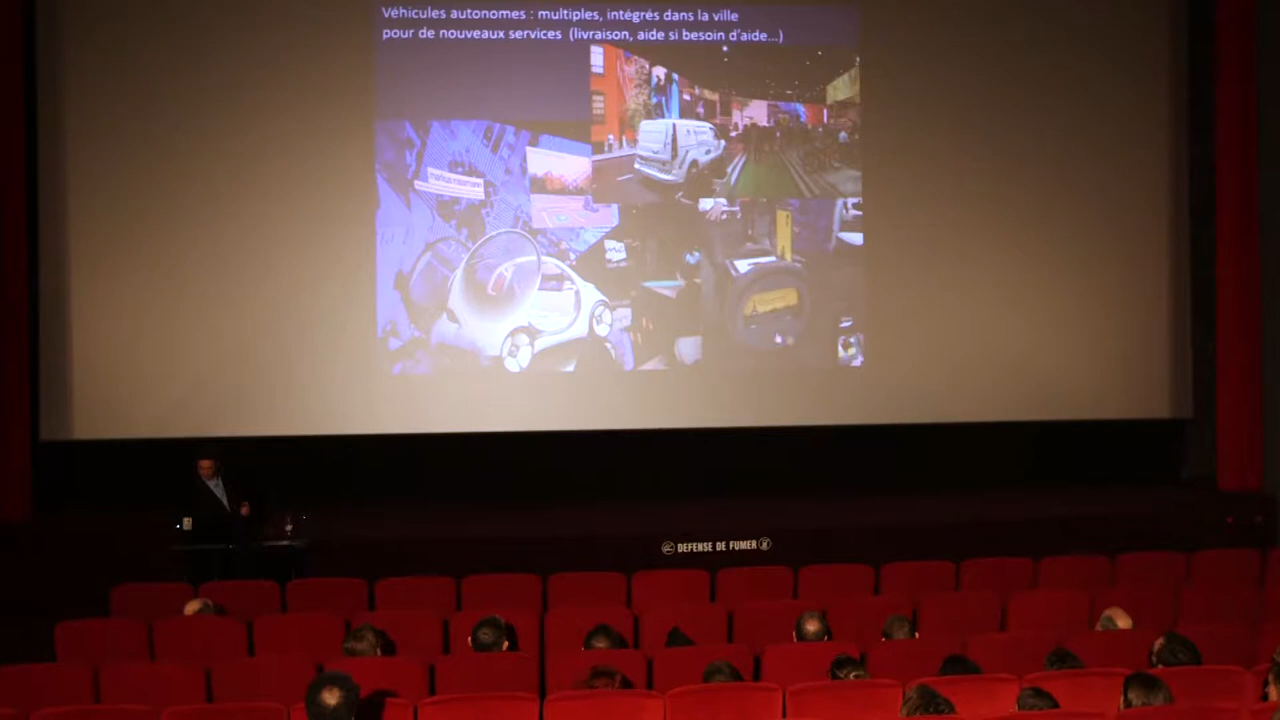 Véhicules autonomes : multiples, intégrés dans la ville
pour de nouveaux services (livraison, aide si besoin d'aide...)
DEFENSE DE FUMER